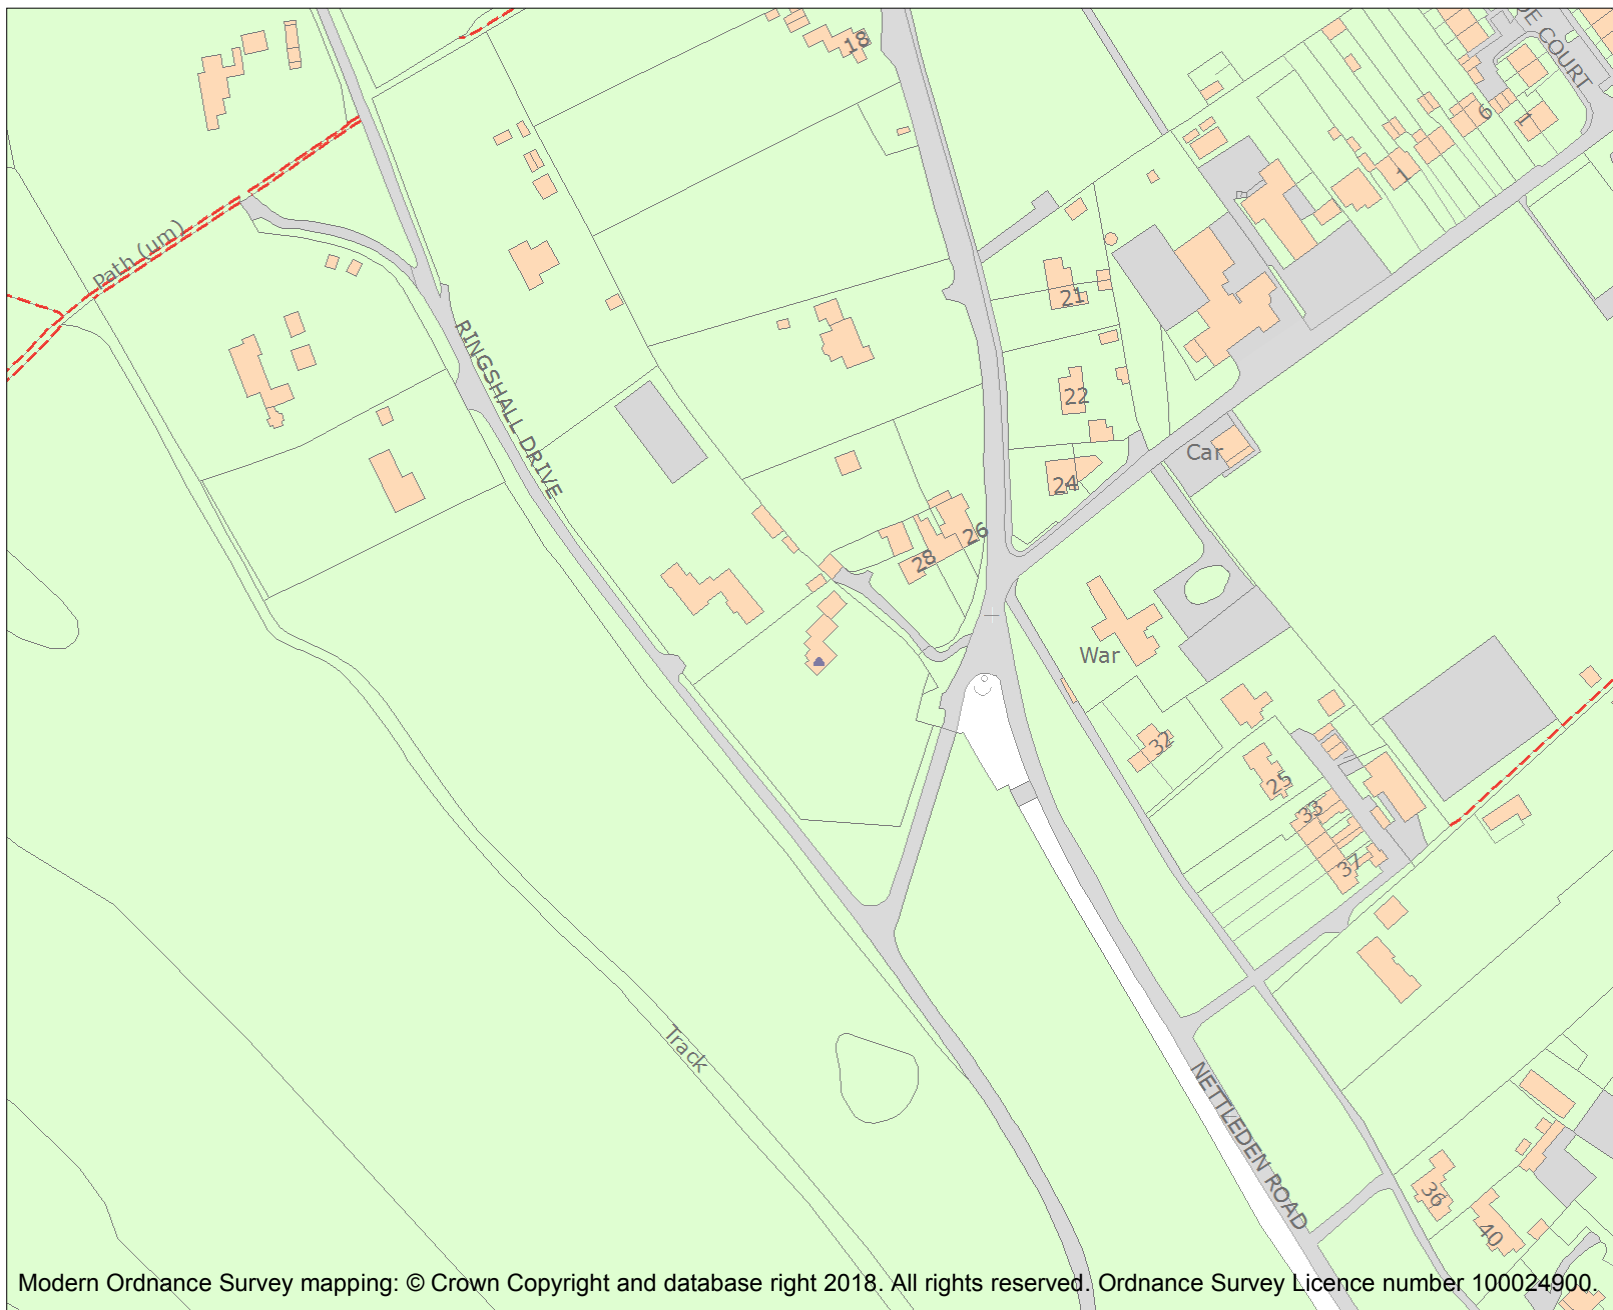 18
DE COURT
6
1
1
Path (um)
21
RINGSHALL DRIVE
22
Car
24
26
28
War
32
25
33
37
Track
NETTLEDEN ROAD
36
40
Modern Ordnance Survey mapping: © Crown Copyright and database right 2018. All rights reserved. Ordnance Survey Licence number 100024900.